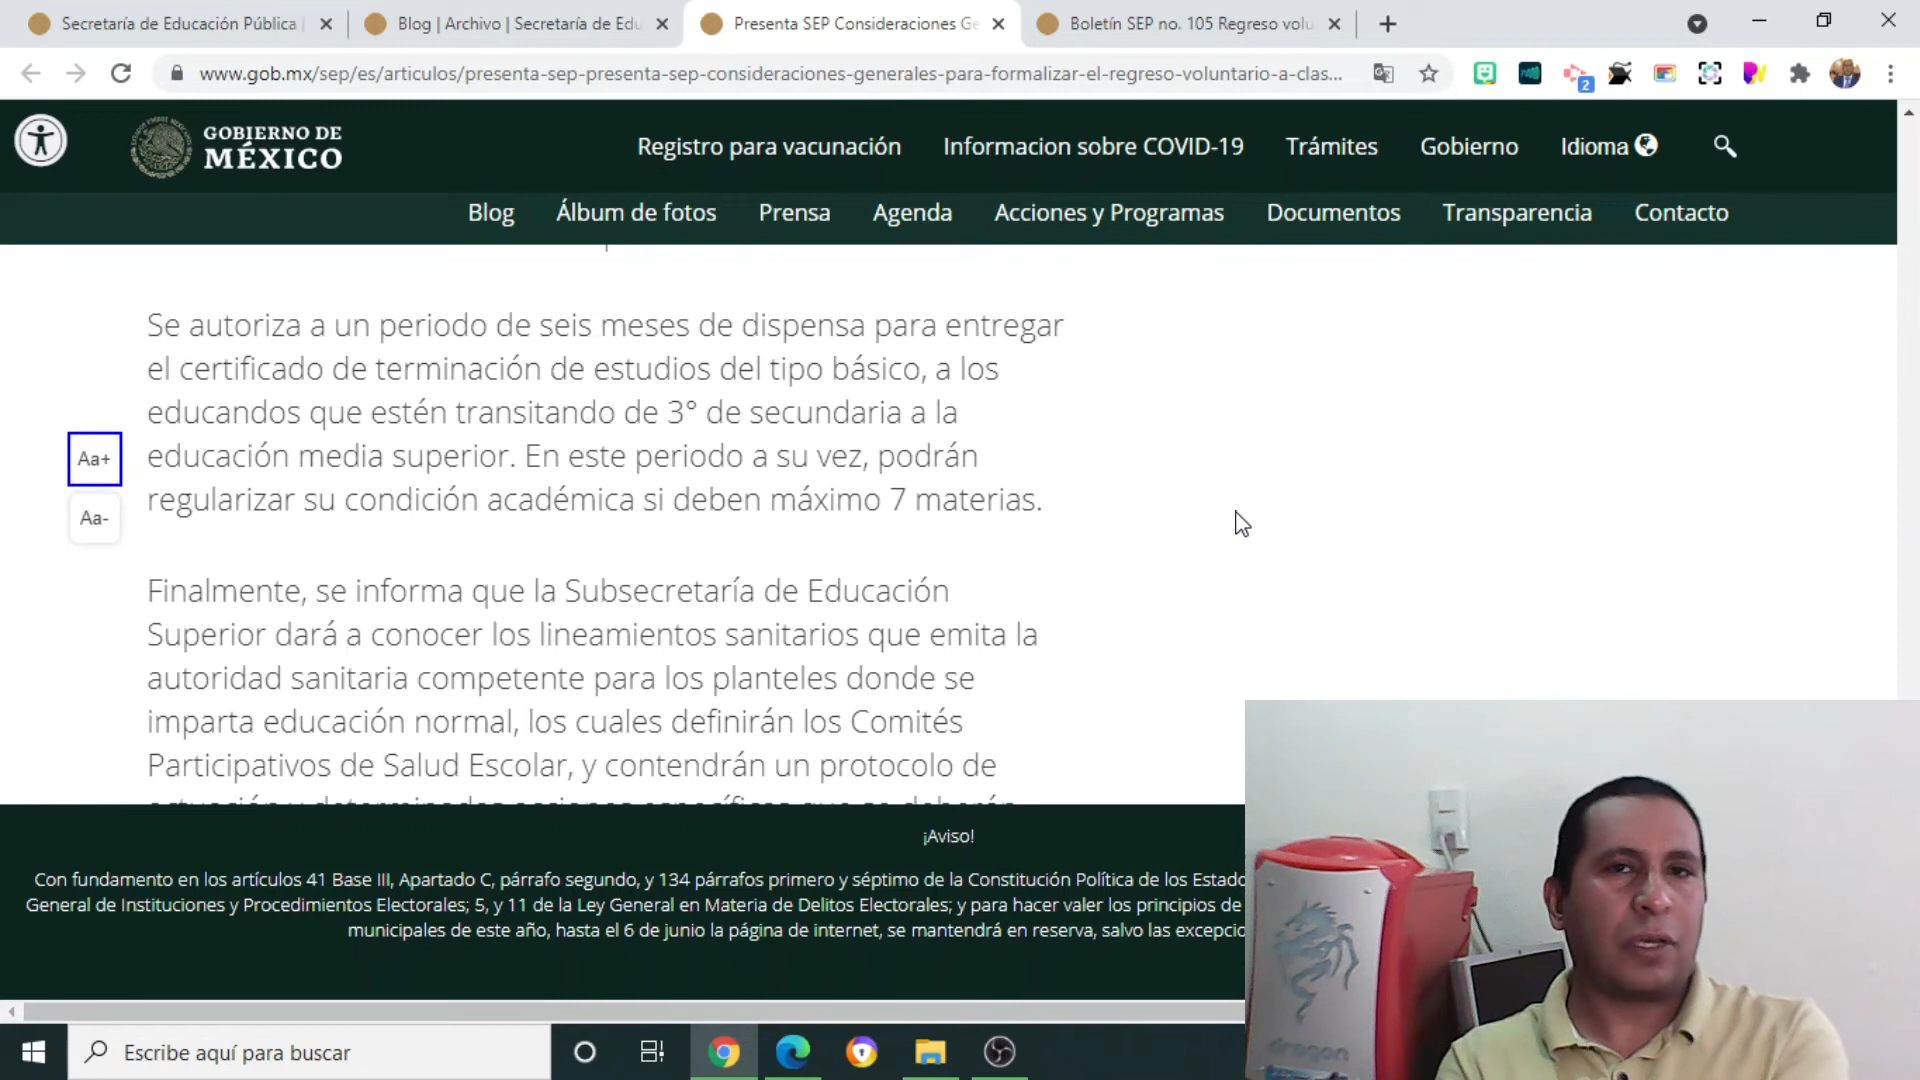 Secretaría de Educación Pública |
Blog | Archivo | Secretaría de Edu
Presenta SEP Consideraciones Ge
Boletín SEP no. 105 Regreso volu
www.gob.mx/sep/es/articulos/presenta-sep-presenta-sep-consideraciones-generales-para-formalizar-el-regreso-voluntario-a-clas...
2
GOBIERNO DE
MÉXICO
Registro para vacunación
Informacion sobre COVID-19
Trámites
Gobierno
Idioma
Blog
Álbum de fotos
Prensa
Agenda
Acciones y Programas
Documentos
Transparencia
Contacto
Se autoriza a un periodo de seis meses de dispensa para entregar
el certificado de terminación de estudios del tipo básico, a los
educandos que estén transitando de 3° de secundaria a la
educación media superior. En este periodo a su vez, podrán
regularizar su condición académica si deben máximo 7 materias.
Aa+
Aa-
Finalmente, se informa que la Subsecretaría de Educación
Superior dará a conocer los lineamientos sanitarios que emita la
autoridad sanitaria competente para los planteles donde se
imparta educación normal, los cuales definirán los Comités
Participativos de Salud Escolar, y contendrán un protocolo de
¡Aviso!
Con fundamento en los artículos 41 Base III, Apartado C, párrafo segundo, y 134 párrafos primero y séptimo de la Constitución Política de los Estado
General de Instituciones y Procedimientos Electorales; 5, y 11 de la Ley General en Materia de Delitos Electorales; y para hacer valer los principios de
municipales de este año, hasta el 6 de junio la página de internet, se mantendrá en reserva, salvo las excepcio
Escribe aquí para buscar
dragon